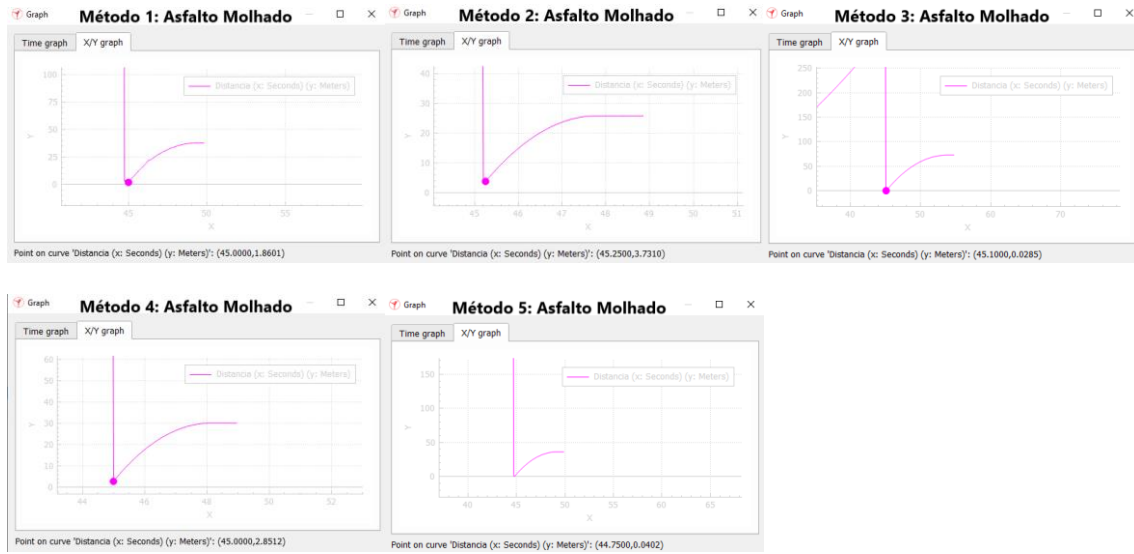 Graph
Método 1: Asfalto Molhado
Time graph X/Y graph
Distancia (x: Seconds) (y: Meters)
100
75
50
25
0
Y
45 50 55
X
Point on curve 'Distancia (x: Seconds) (y: Meters)': (45.0000,1.8601)
Graph
Método 2: Asfalto Molhado
Time graph X/Y graph
Distancia (x: Seconds) (y: Meters)
40
30
20
10
0
Y
45 46 47 48 49 50 51
X
Point on curve 'Distancia (x: Seconds) (y: Meters)': (45.2500,3.7310)
Graph
Método 3: Asfalto Molhado
Time graph X/Y graph
Distancia (x: Seconds) (y: Meters)
250
200
150
100
50
0
Y
40 50 60 70
X
Point on curve 'Distancia (x: Seconds) (y: Meters)': (45.1000,0.0285)
Graph
Método 4: Asfalto Molhado
Time graph X/Y graph
Distancia (x: Seconds) (y: Meters)
60
50
40
30
20
10
0
Y
44 46 48 50 52
X
Point on curve 'Distancia (x: Seconds) (y: Meters)': (45.0000,2.8512)
Graph
Método 5: Asfalto Molhado
Time graph X/Y graph
Distancia (x: Seconds) (y: Meters)
150
100
50
0
Y
40 45 50 55 60 65
X
Point on curve 'Distancia (x: Seconds) (y: Meters)': (44.7500,0.0402)